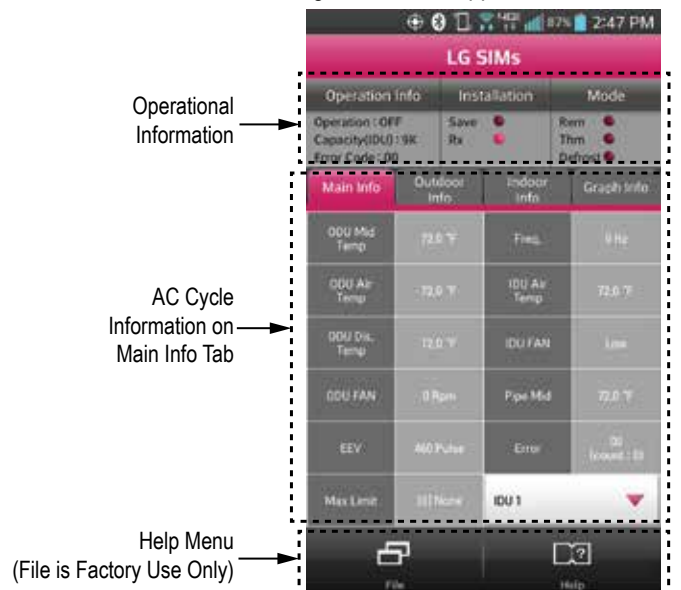 87% 2:47 PM
LG SIMs
Operational
Information
Operation Info Installation Mode
Operation : OFF Save Rem
Capacity(IDU) : 9K Rx Thm
Error Code : 00 Defrost
AC Cycle
Information on
Main Info Tab
Main Info Outdoor Info Indoor Info Graph Info
ODU Mid Temp 72.0 °F Freq. 0 Hz
ODU Air Temp 72.0 °F IDU Air Temp 72.0 °F
ODU Dis. Temp 72.0 °F IDU FAN Low
ODU FAN 0 Rpm Pipe Mid 72.0 °F
EEV 460 Pulse Error
Max Limit None IDU 1
Help Menu
(File is Factory Use Only)
File Help